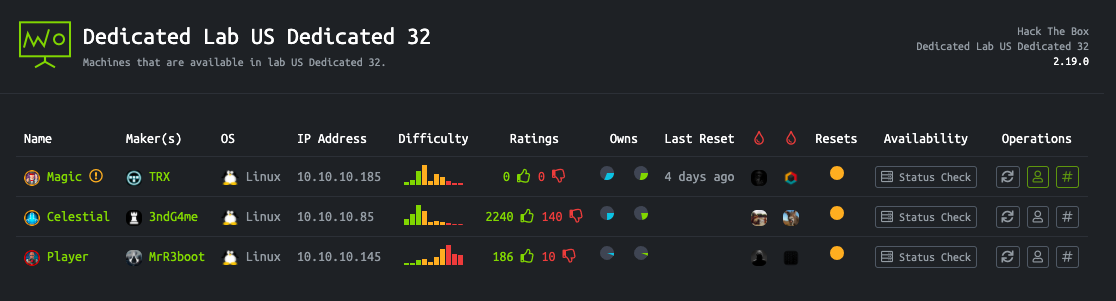 Dedicated Lab US Dedicated 32
Machines that are available in lab US Dedicated 32.
Hack The Box
Dedicated Lab US Dedicated 32
2.19.0
Name Maker(s) OS IP Address Difficulty Ratings Owns Last Reset Resets Availability Operations
Magic TRX Linux 10.10.10.185 0 0 4 days ago Status Check #
Celestial 3ndG4me Linux 10.10.10.85 2240 140 Status Check #
Player MrR3boot Linux 10.10.10.145 186 10 Status Check #